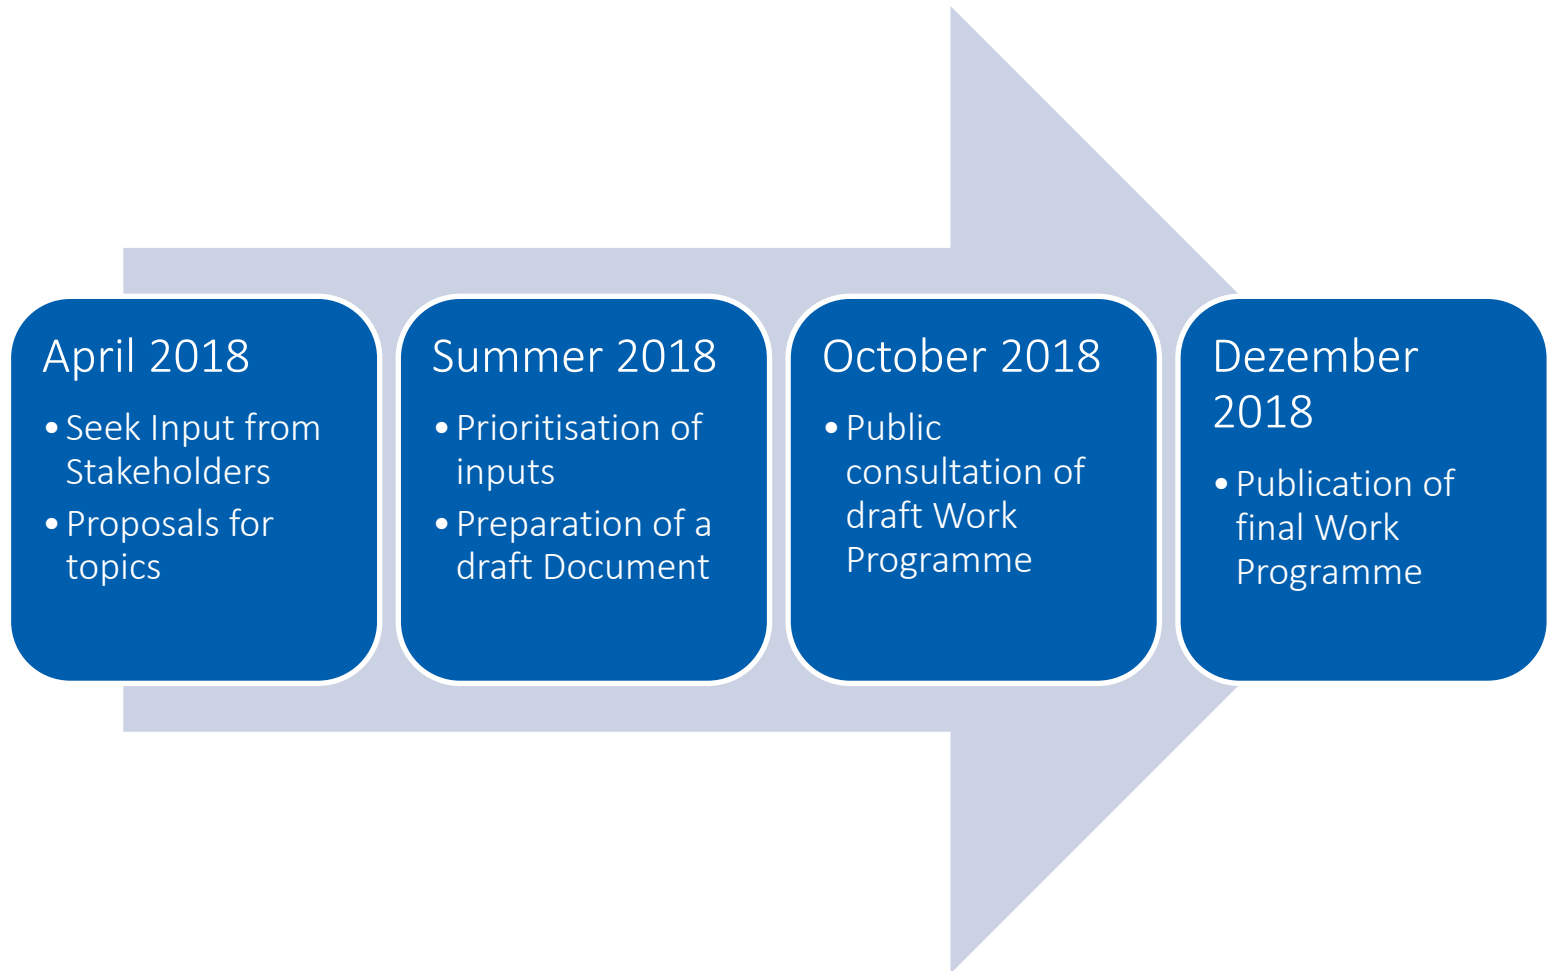 April 2018
• Seek Input from
Stakeholders
• Proposals for
topics
Summer 2018
• Prioritisation of
inputs
• Preparation of a
draft Document
October 2018
• Public
consultation of
draft Work
Programme
Dezember
2018
• Publication of
final Work
Programme